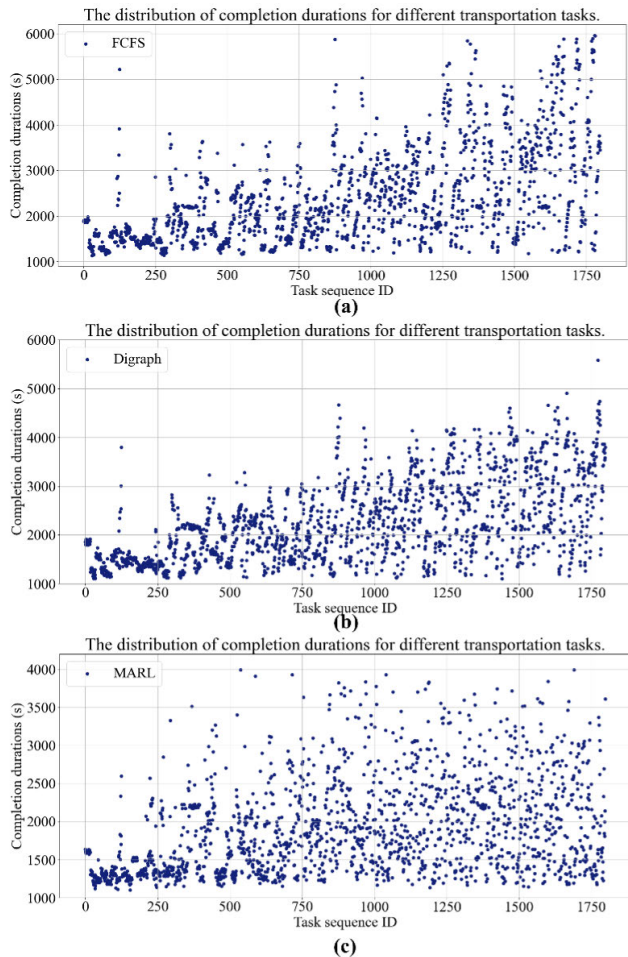 The distribution of completion durations for different transportation tasks.
6000
FCFS
5000
4000
3000
2000
1000
Completion durations (s)
0 250 500 750 1000 1250 1500 1750
Task sequence ID
(a)
The distribution of completion durations for different transportation tasks.
6000
Digraph
5000
4000
3000
2000
1000
Completion durations (s)
0 250 500 750 1000 1250 1500 1750
Task sequence ID
(b)
The distribution of completion durations for different transportation tasks.
4000
MARL
3500
3000
2500
2000
1500
1000
Completion durations (s)
0 250 500 750 1000 1250 1500 1750
Task sequence ID
(c)